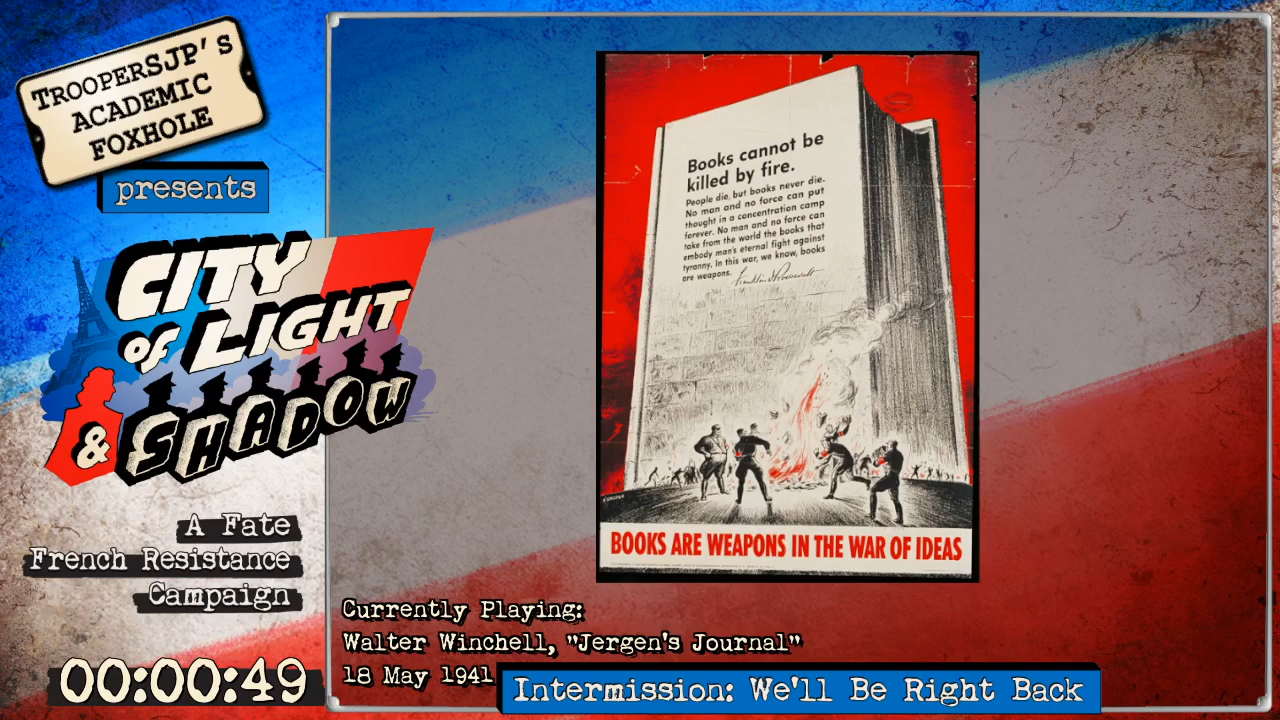 TROOPERSJP'S
ACADEMIC
FOXHOLE
presents
CITY
OF LIGHT
& SHADOW
A Fate
French Resistance
Campaign
00:00:49
Books cannot be
killed by fire.
People die, but books never die.
No man and no force can put
thought in a concentration camp
forever. No man and no force can
take from the world the books that
embody man's eternal fight against
tyranny. In this war, we know, books
are weapons. Franklin D Roosevelt
BOOKS ARE WEAPONS IN THE WAR OF IDEAS
Currently Playing:
Walter Winchell, "Jergen's Journal"
18 May 1941
Intermission: We'll Be Right Back